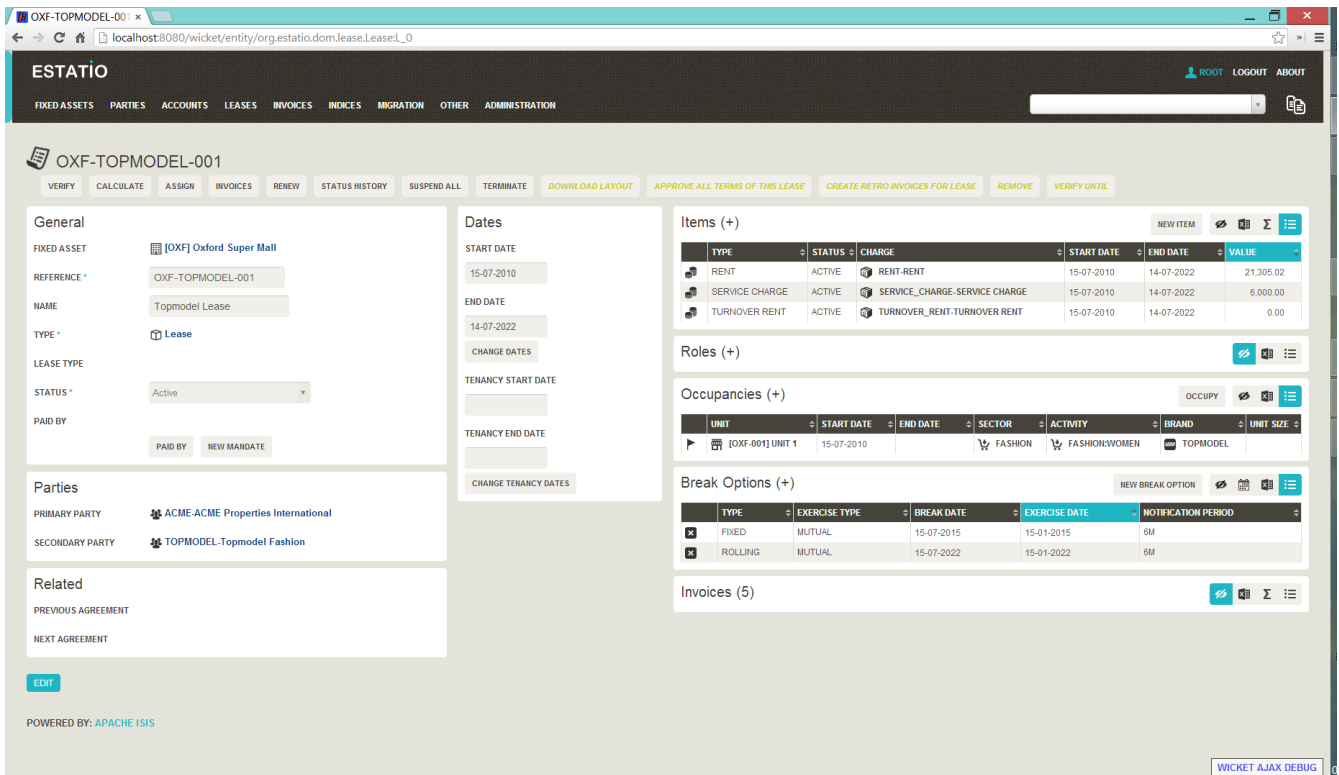 OXF-TOPMODEL-001 ×
localhost:8080/wicket/entity/org.estatio.dom.lease.Lease:L_0
ESTATIO
ROOT LOGOUT ABOUT
FIXED ASSETS PARTIES ACCOUNTS LEASES INVOICES INDICES MIGRATION OTHER ADMINISTRATION
OXF-TOPMODEL-001
VERIFY CALCULATE ASSIGN INVOICES RENEW STATUS HISTORY SUSPEND ALL TERMINATE DOWNLOAD LAYOUT APPROVE ALL TERMS OF THIS LEASE CREATE RETRO INVOICES FOR LEASE REMOVE VERIFY UNTIL
General
FIXED ASSET [OXF] Oxford Super Mall
REFERENCE * OXF-TOPMODEL-001
NAME Topmodel Lease
TYPE * Lease
LEASE TYPE
STATUS * Active
PAID BY
PAID BY NEW MANDATE
Parties
PRIMARY PARTY ACME-ACME Properties International
SECONDARY PARTY TOPMODEL-Topmodel Fashion
Related
PREVIOUS AGREEMENT
NEXT AGREEMENT
EDIT
POWERED BY: APACHE ISIS
Dates
START DATE
15-07-2010
END DATE
14-07-2022
CHANGE DATES
TENANCY START DATE
TENANCY END DATE
CHANGE TENANCY DATES
Items (+) NEW ITEM Σ
TYPE STATUS CHARGE START DATE END DATE VALUE
RENT ACTIVE RENT-RENT 15-07-2010 14-07-2022 21,305.02
SERVICE CHARGE ACTIVE SERVICE_CHARGE-SERVICE CHARGE 15-07-2010 14-07-2022 6,000.00
TURNOVER RENT ACTIVE TURNOVER_RENT-TURNOVER RENT 15-07-2010 14-07-2022 0.00
Roles (+)
Occupancies (+) OCCUPY
UNIT START DATE END DATE SECTOR ACTIVITY BRAND UNIT SIZE
[OXF-001] UNIT 1 15-07-2010 FASHION FASHION:WOMEN TOPMODEL
Break Options (+) NEW BREAK OPTION
TYPE EXERCISE TYPE BREAK DATE EXERCISE DATE NOTIFICATION PERIOD
FIXED MUTUAL 15-07-2015 15-01-2015 6M
ROLLING MUTUAL 15-07-2022 15-01-2022 6M
Invoices (5) Σ
WICKET AJAX DEBUG